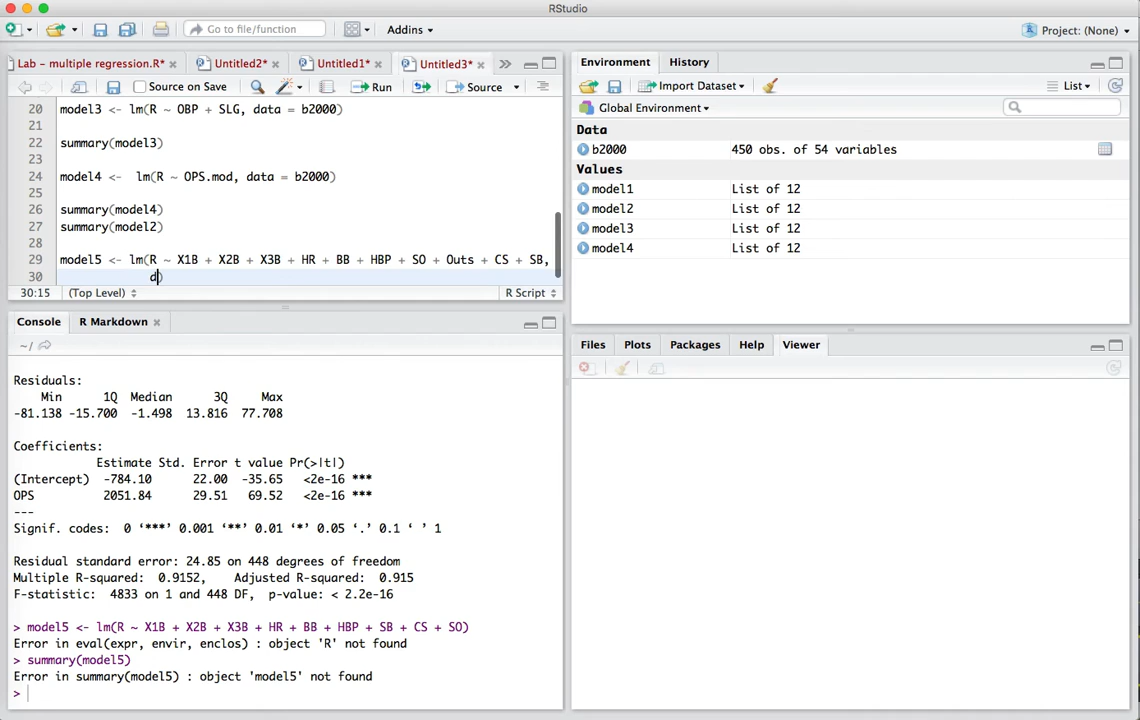 RStudio
Go to file/function
Addins
Project: (None)
Lab - multiple regression.R* Untitled2* Untitled1* Untitled3*
Source on Save Run Source
20 model3 <- lm(R ~ OBP + SLG, data = b2000)
21
22 summary(model3)
23
24 model4 <-  lm(R ~ OPS.mod, data = b2000)
25
26 summary(model4)
27 summary(model2)
28
29 model5 <- lm(R ~ X1B + X2B + X3B + HR + BB + HBP + SO + Outs + CS + SB,
30 d)
30:15 (Top Level) R Script
Console R Markdown
~/
Residuals:
Min 1Q Median 3Q Max
-81.138 -15.700 -1.498 13.816 77.708
Coefficients:
Estimate Std. Error t value Pr(>|t|)
(Intercept) -784.10 22.00 -35.65 <2e-16 ***
OPS 2051.84 29.51 69.52 <2e-16 ***
---
Signif. codes: 0 ‘***’ 0.001 ‘**’ 0.01 ‘*’ 0.05 ‘.’ 0.1 ‘ ’ 1
Residual standard error: 24.85 on 448 degrees of freedom
Multiple R-squared: 0.9152, Adjusted R-squared: 0.915
F-statistic: 4833 on 1 and 448 DF, p-value: < 2.2e-16
> model5 <- lm(R ~ X1B + X2B + X3B + HR + BB + HBP + SB + CS + SO)
Error in eval(expr, envir, enclos) : object 'R' not found
> summary(model5)
Error in summary(model5) : object 'model5' not found
>
Environment History
Import Dataset List
Global Environment
Data
b2000 450 obs. of 54 variables
Values
model1 List of 12
model2 List of 12
model3 List of 12
model4 List of 12
Files Plots Packages Help Viewer